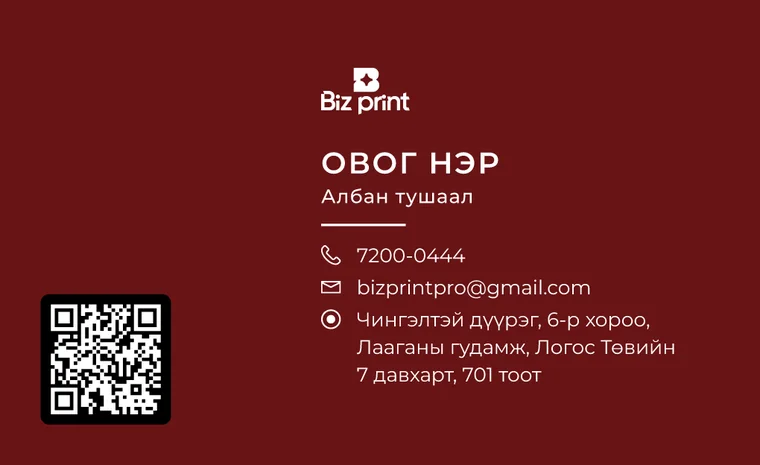 B
Biz print
ОВОГ НЭР
Албан тушаал
7200-0444
bizprintpro@gmail.com
Чингэлтэй дүүрэг, 6-р хороо,
Лааганы гудамж, Логос Төвийн
7 давхарт, 701 тоот